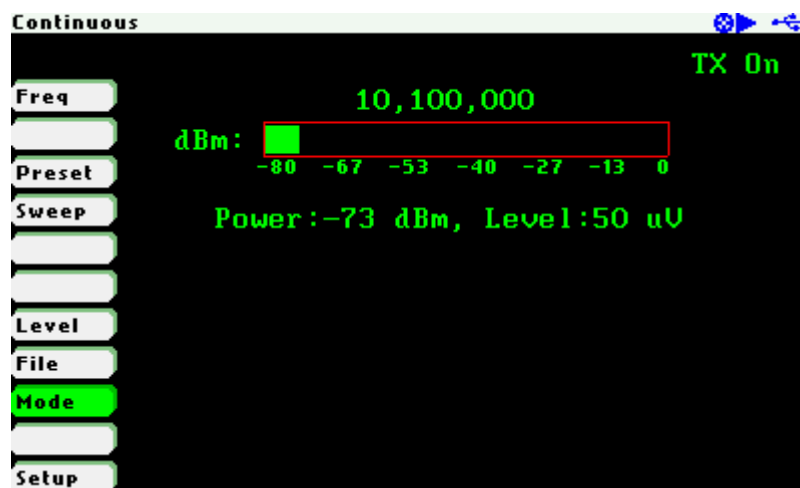 Continuous
TX On
Freq
10,100,000
dBm:
-80 -67 -53 -40 -27 -13 0
Preset
Sweep
Power:-73 dBm, Level:50 uV
Level
File
Mode
Setup